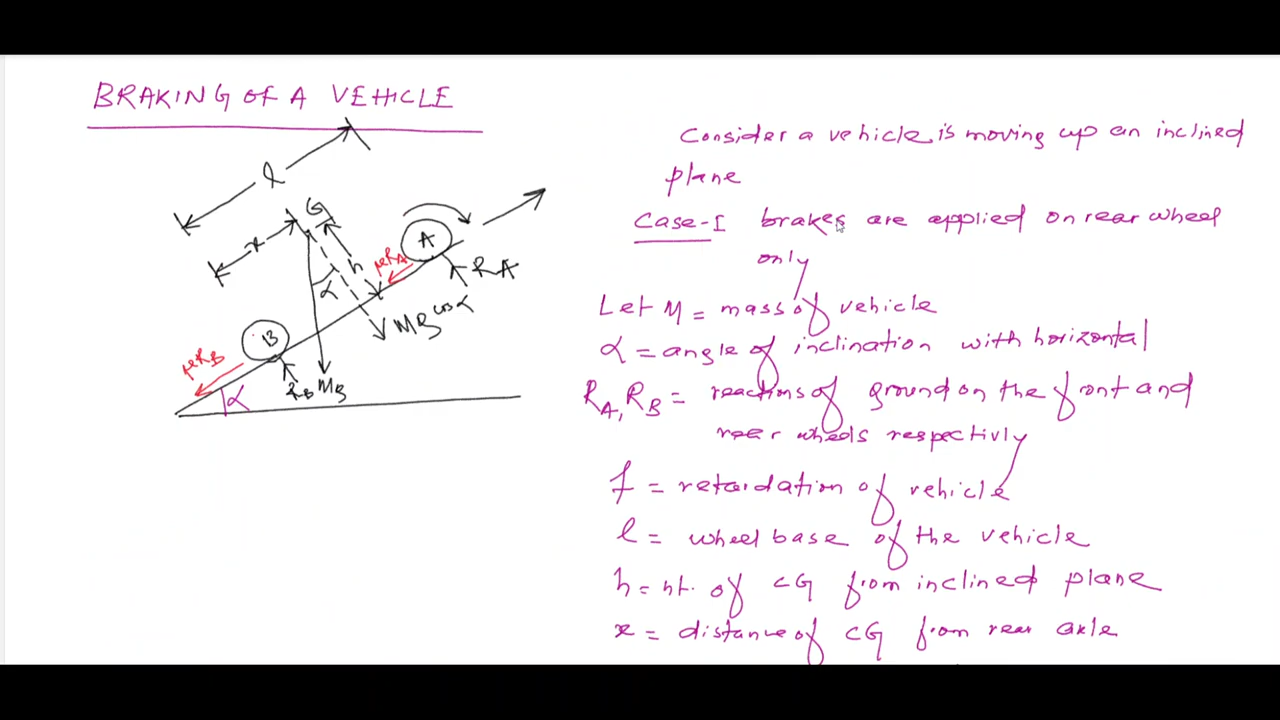 BRAKING OF A VEHICLE
l
G
x
h
α
A
μRA
RA
Mg cosα
B
μRB
RB
Mg
α
Consider a vehicle is moving up an inclined
plane
Case-I brakes are applied on rear wheel
only
Let M = mass of vehicle
α = angle of inclination with horizontal
RA, RB = reactions of ground on the front and
rear wheels respectivly
f = retardation of vehicle
l = wheel base of the vehicle
h = ht. of CG from inclined plane
x = distance of CG from rear axle